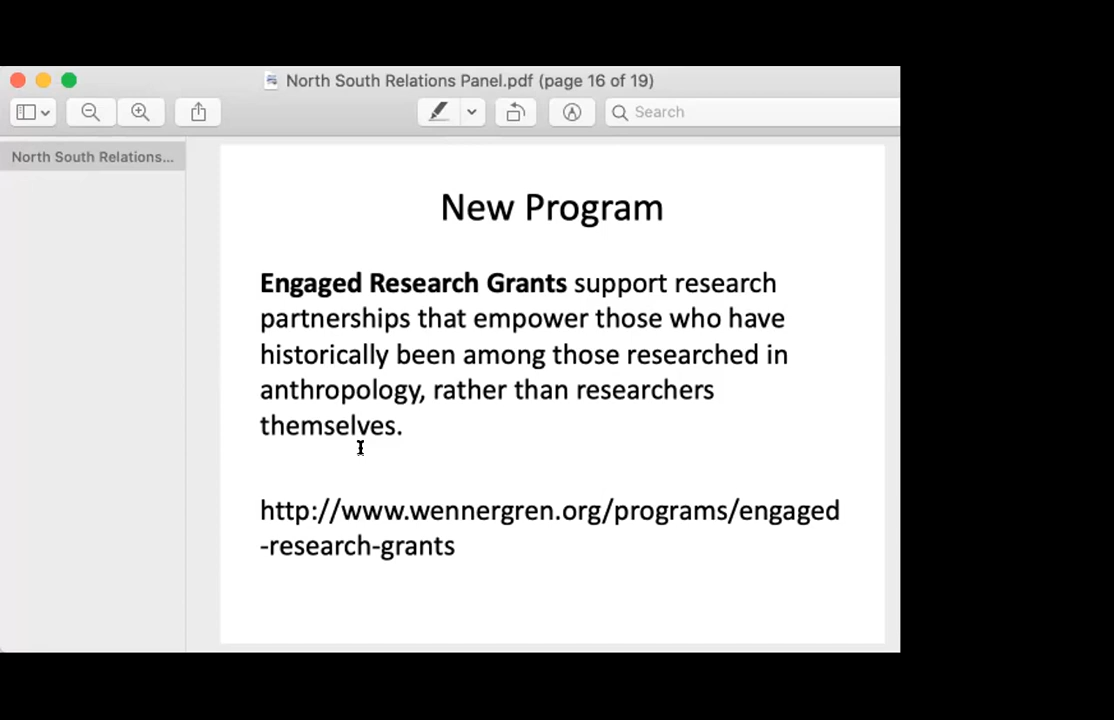 North South Relations Panel.pdf (page 16 of 19)
Search
North South Relations...
New Program
Engaged Research Grants support research
partnerships that empower those who have
historically been among those researched in
anthropology, rather than researchers
themselves.
http://www.wennergren.org/programs/engaged
-research-grants